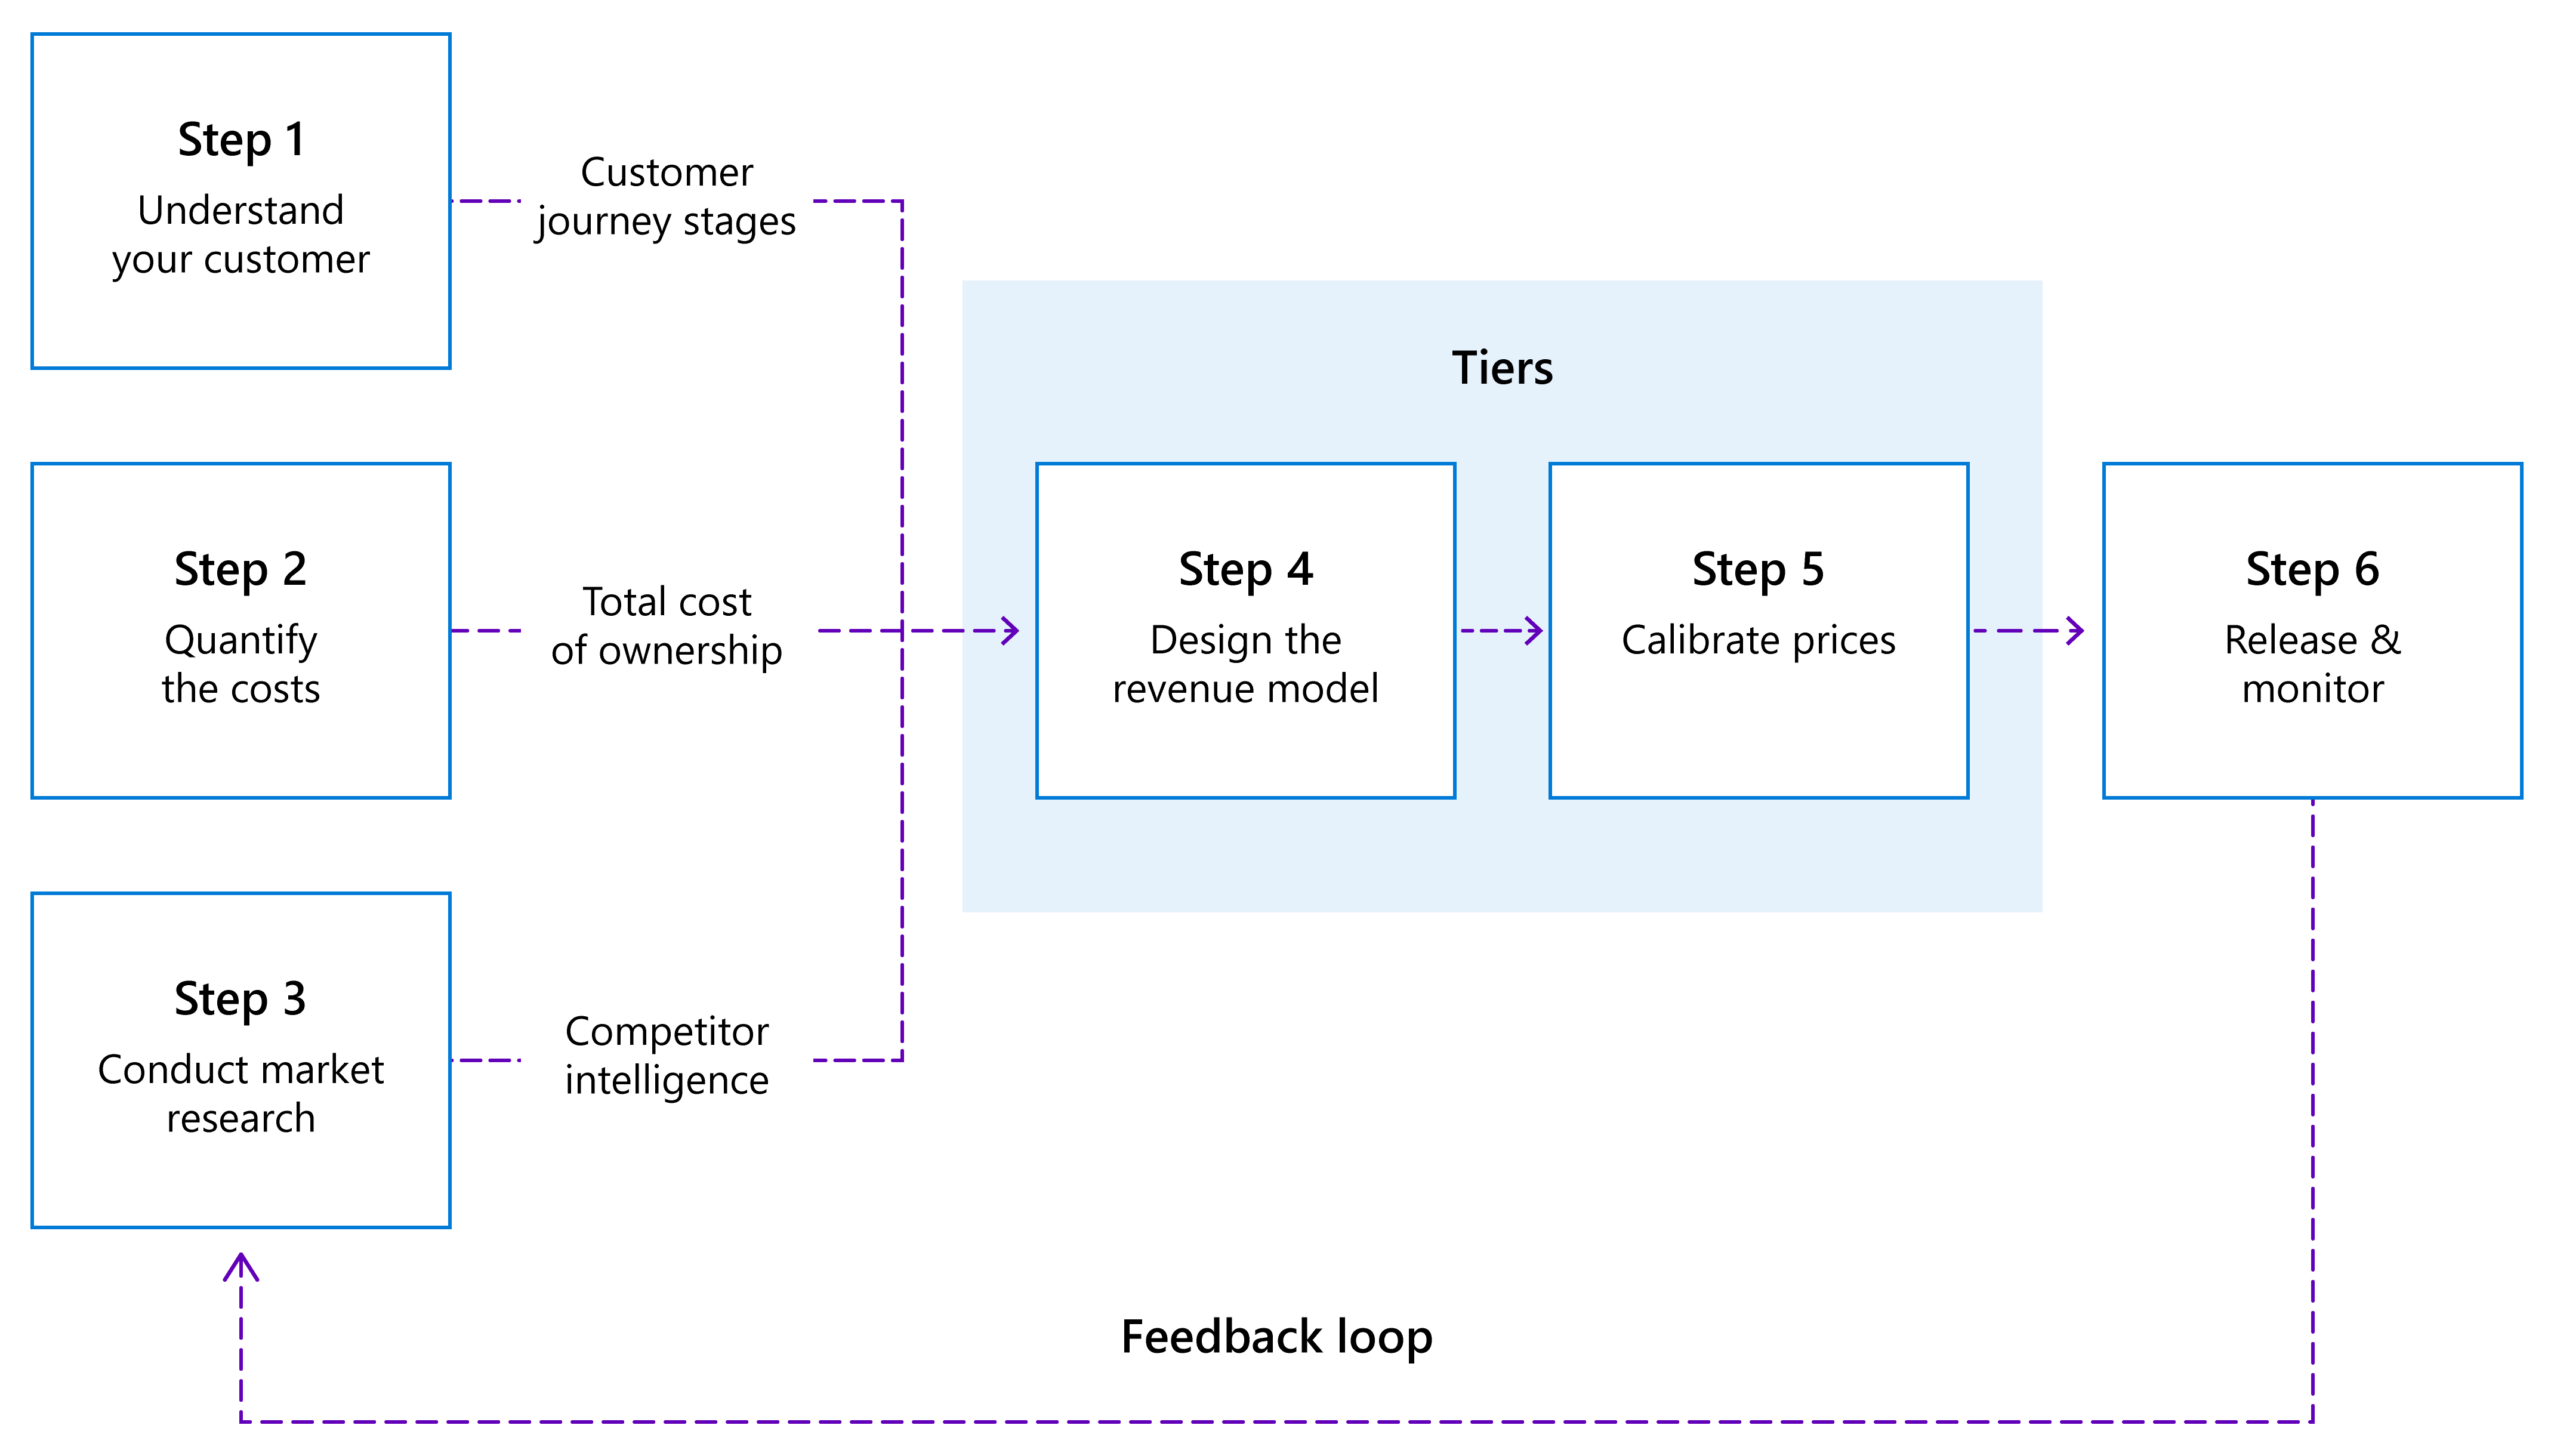 Step 1
Understand
your customer
Customer
journey stages
Tiers
Step 2
Quantify
the costs
Total cost
of ownership
Step 4
Design the
revenue model
Step 5
Calibrate prices
Step 6
Release &
monitor
Step 3
Conduct market
research
Competitor
intelligence
Feedback loop